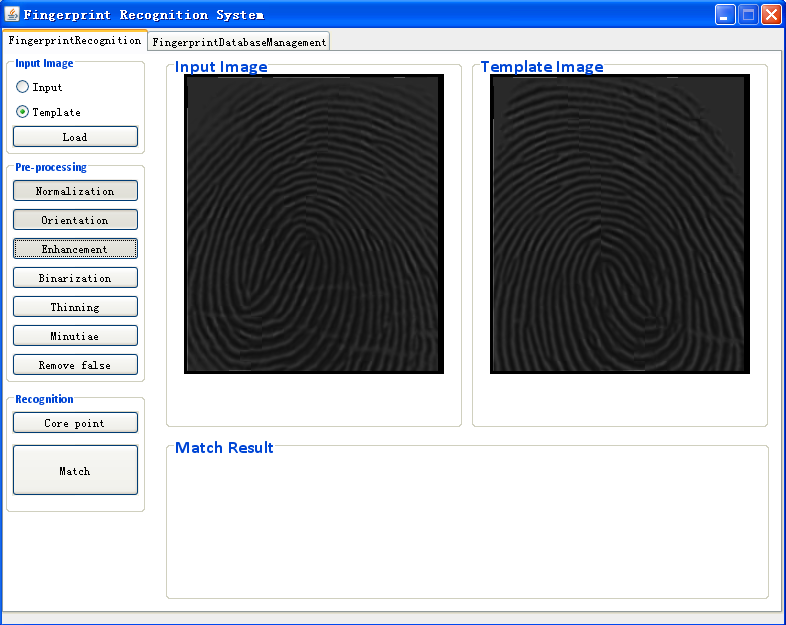 Fingerprint Recognition System
FingerprintRecognition
FingerprintDatabaseManagement
Input Image
Input
Template
Load
Pre-processing
Normalization
Orientation
Enhancement
Binarization
Thinning
Minutiae
Remove false
Recognition
Core point
Match
Input Image
Template Image
Match Result